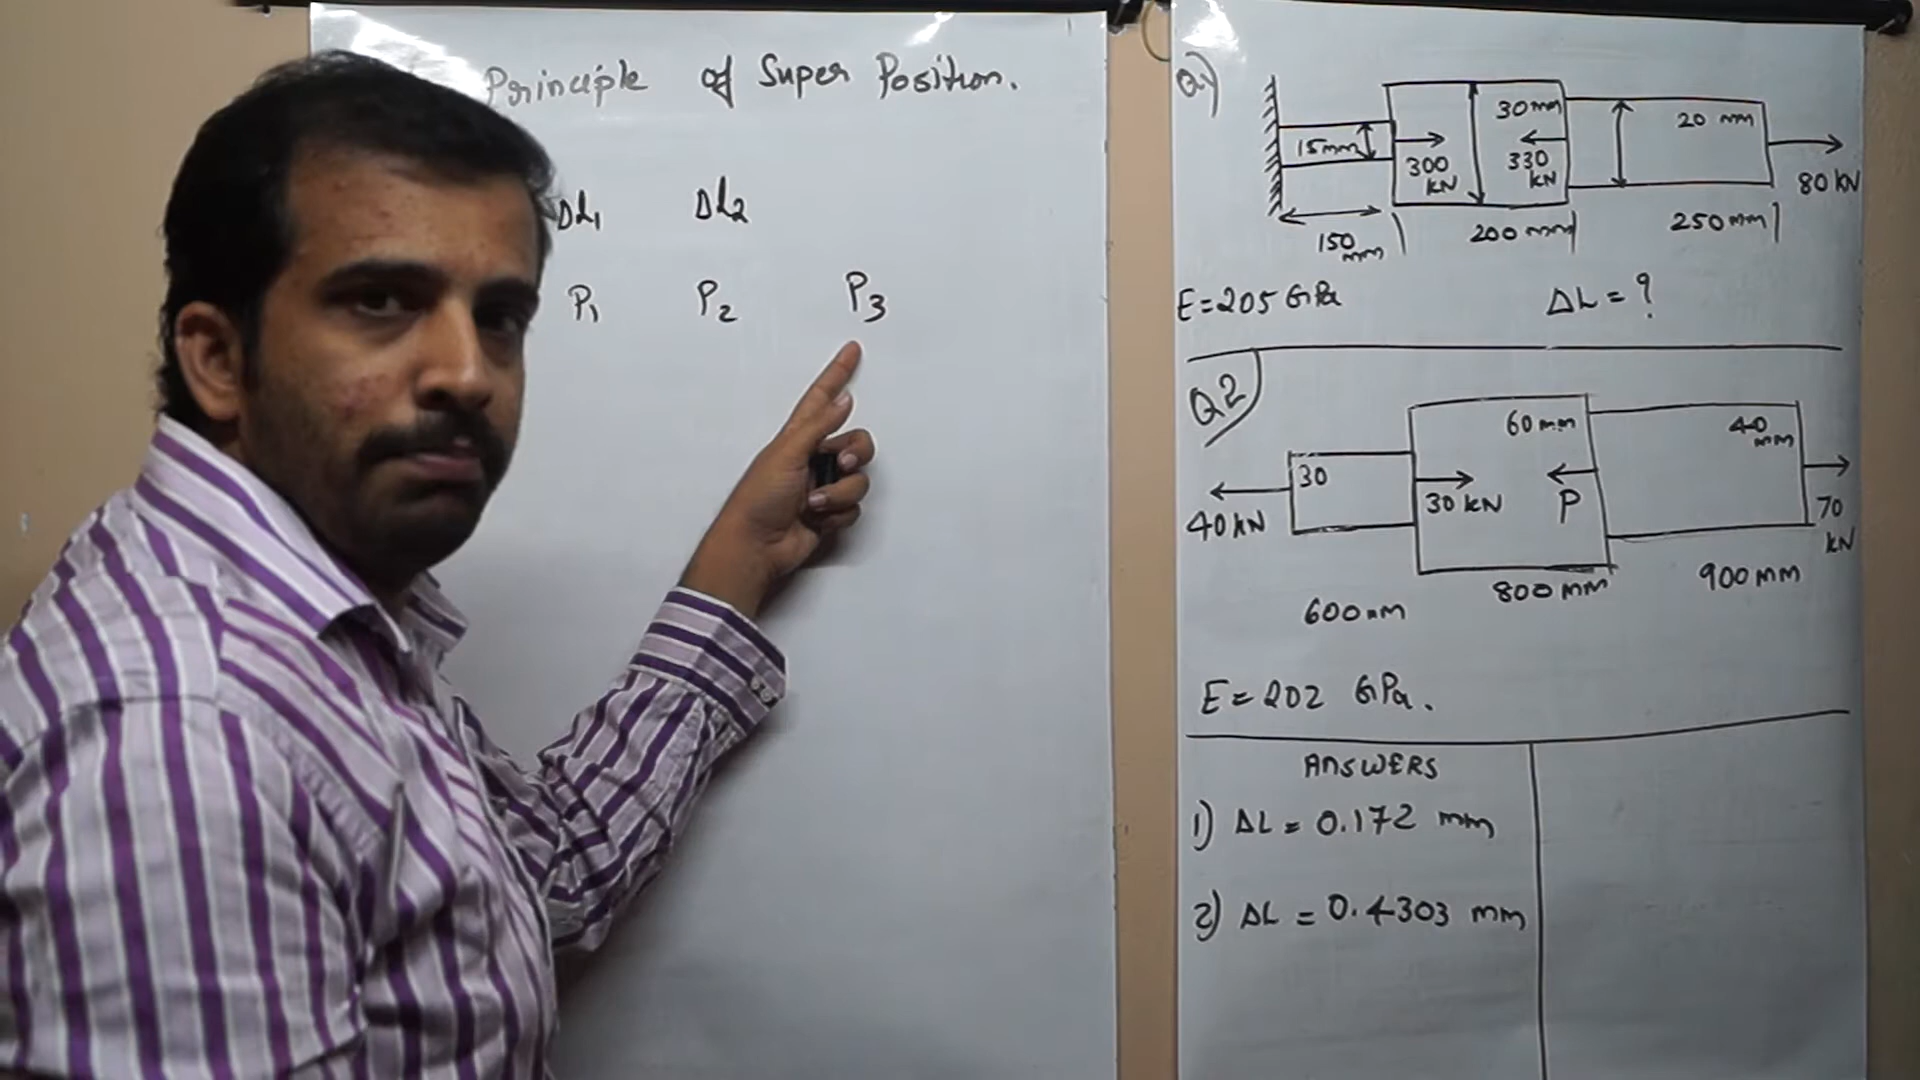 Principle of Super Position.
ΔL1 ΔL2
P1 P2 P3
Q1)
15mm
300 kN
30mm
330 kN
20 mm
80 kN
150 mm
200 mm
250 mm
E=205 GPa ΔL = ?
Q2
40 kN
30
30 kN
60 mm
P
40 mm
70 kN
600 mm
800 mm
900 mm
E= 202 GPa.
ANSWERS
1) ΔL = 0.172 mm
2) ΔL = 0.4303 mm